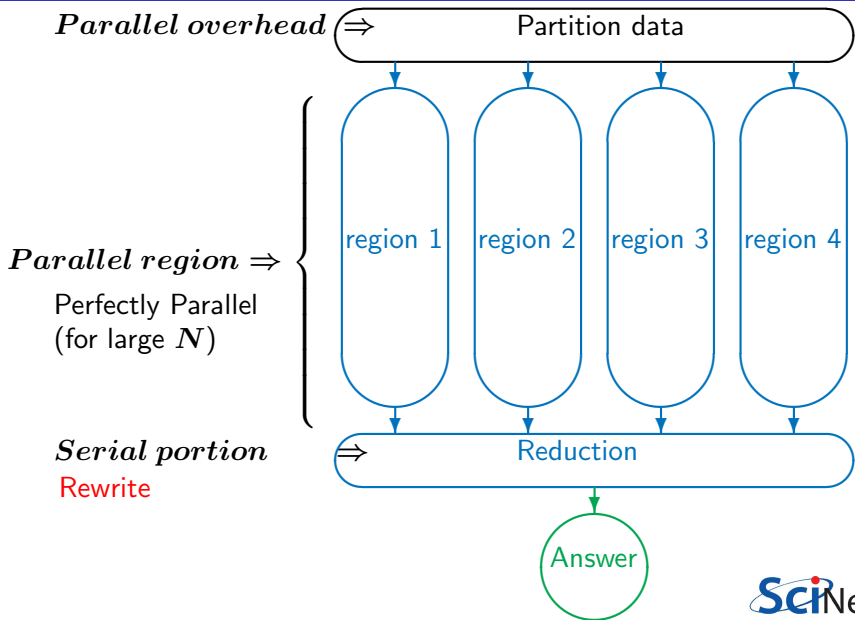 Parallel overhead ⇒ Partition data
region 1 region 2 region 3 region 4
Parallel region ⇒
Perfectly Parallel
(for large N)
Serial portion ⇒ Reduction
Rewrite
Answer
SciNe